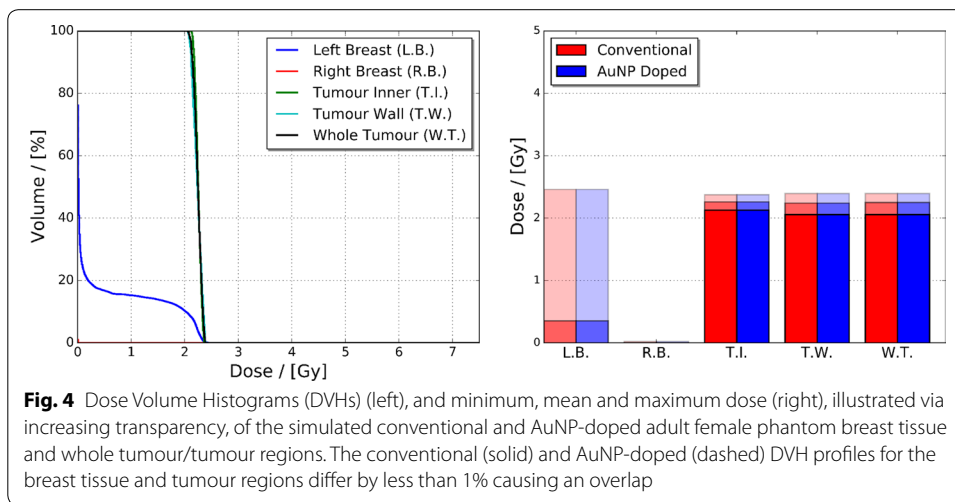 100
80
60
40
20
0
Volume / [%]
0 1 2 3 4 5 6 7
Dose / [Gy]
Left Breast (L.B.)
Right Breast (R.B.)
Tumour Inner (T.I.)
Tumour Wall (T.W.)
Whole Tumour (W.T.)
5
4
3
2
1
0
Dose / [Gy]
Conventional
AuNP Doped
L.B. R.B. T.I. T.W. W.T.
Fig. 4 Dose Volume Histograms (DVHs) (left), and minimum, mean and maximum dose (right), illustrated via
increasing transparency, of the simulated conventional and AuNP-doped adult female phantom breast tissue
and whole tumour/tumour regions. The conventional (solid) and AuNP-doped (dashed) DVH profiles for the
breast tissue and tumour regions differ by less than 1% causing an overlap